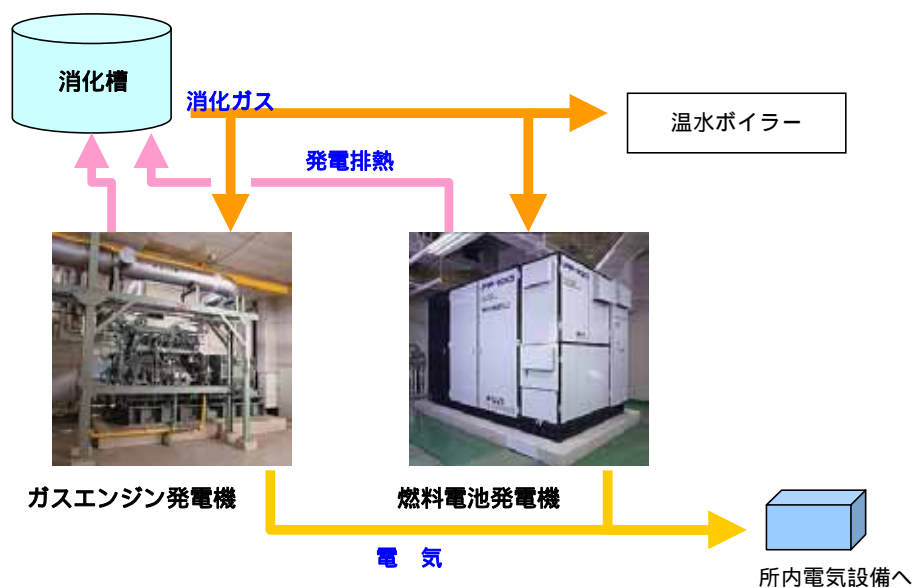 消化槽
消化ガス
温水ボイラー
発電排熱
FP-100
ガスエンジン発電機
燃料電池発電機
電 気
所内電気設備へ